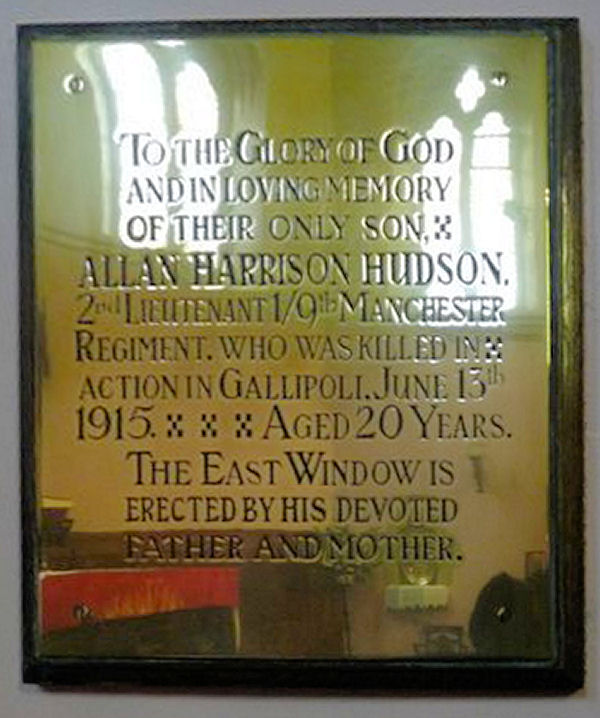 To the Glory of God
and in loving memory
of their only son,
Allan Harrison Hudson,
2nd Lieutenant 1/9th Manchester
Regiment. who was killed in
action in Gallipoli. June 13th
1915. Aged 20 Years.
The East Window is
erected by his devoted
father and mother.